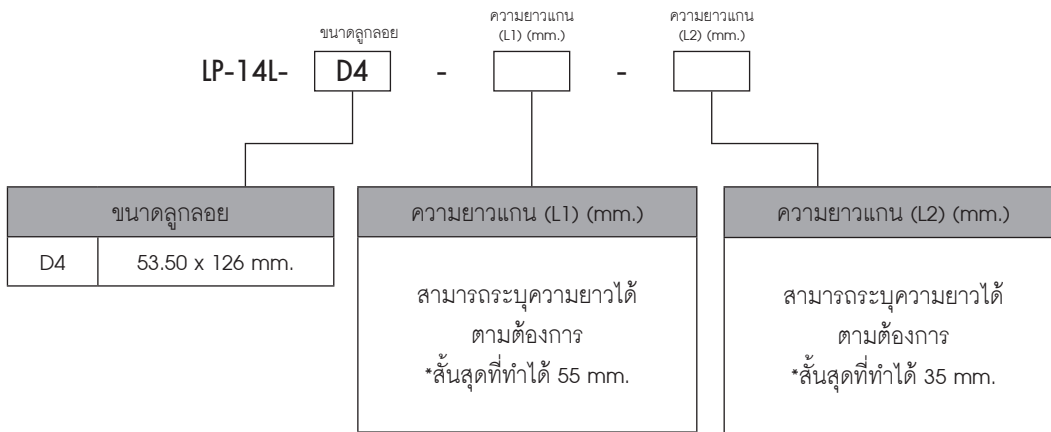 ขนาดลูกลอย
ความยาวแกน
(L1) (mm.)
ความยาวแกน
(L2) (mm.)
LP-14L- D4 - -
ขนาดลูกลอย
D4 53.50 x 126 mm.
ความยาวแกน (L1) (mm.)
สามารถระบุความยาวได้
ตามต้องการ
*สั้นสุดที่ทำได้ 55 mm.
ความยาวแกน (L2) (mm.)
สามารถระบุความยาวได้
ตามต้องการ
*สั้นสุดที่ทำได้ 35 mm.